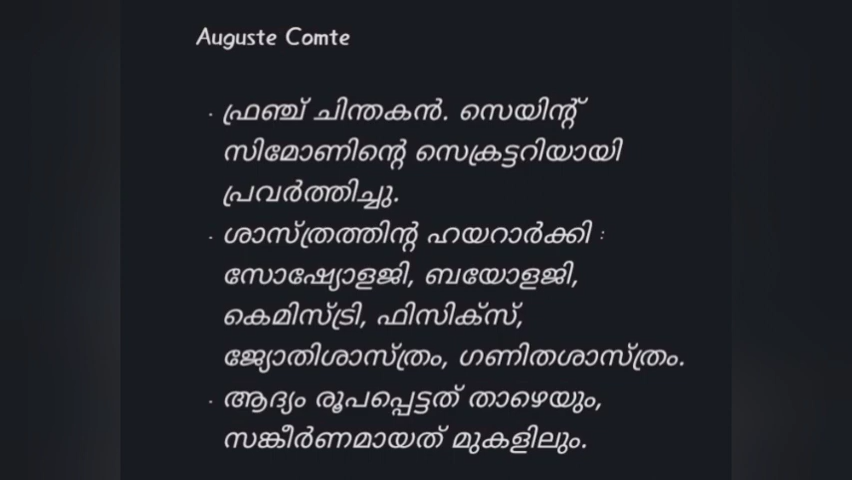 Auguste Comte
· ഫ്രഞ്ച് ചിന്തകൻ. സെയിന്റ്
സിമോണിന്റെ സെക്രട്ടറിയായി
പ്രവർത്തിച്ചു.
· ശാസ്ത്രത്തിന്റ ഹയറാർക്കി :
സോഷ്യോളജി, ബയോളജി,
കെമിസ്ട്രി, ഫിസിക്സ്,
ജ്യോതിശാസ്ത്രം, ഗണിതശാസ്ത്രം.
· ആദ്യം രൂപപ്പെട്ടത് താഴെയും,
സങ്കീർണമായത് മുകളിലും.